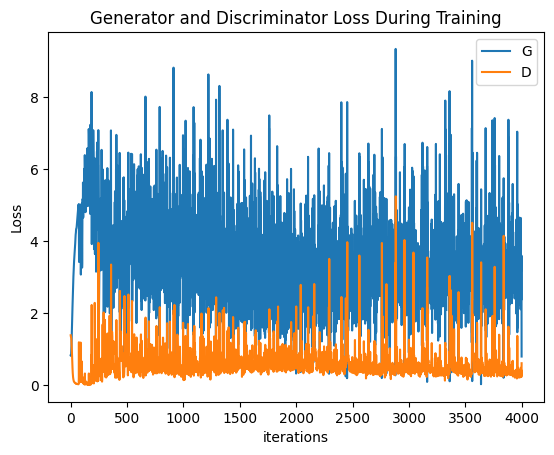 Generator and Discriminator Loss During Training
G
D
8
6
4
2
0
Loss
0 500 1000 1500 2000 2500 3000 3500 4000
iterations